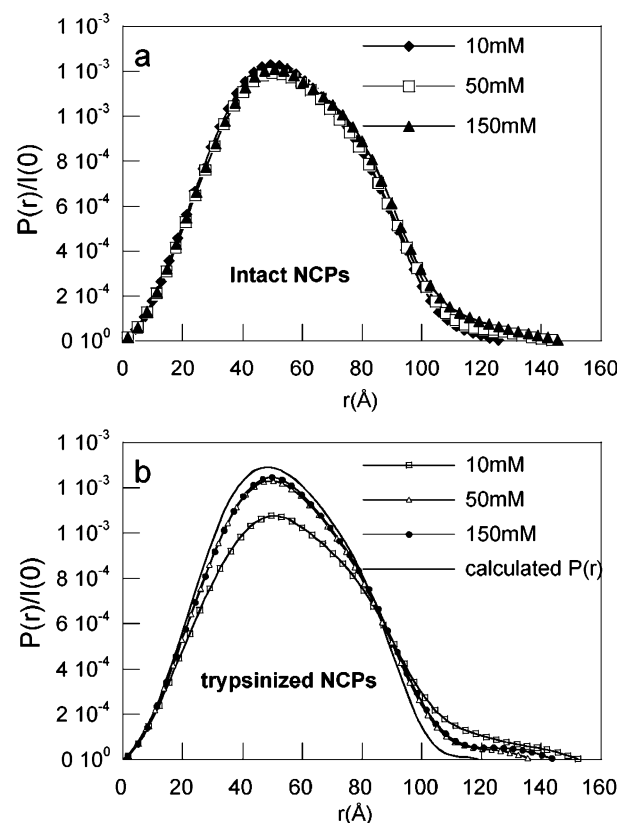 a
1 10-3
1 10-3
1 10-3
8 10-4
6 10-4
4 10-4
2 10-4
0 100
P(r)/I(0)
10mM
50mM
150mM
Intact NCPs
0 20 40 60 80 100 120 140 160
r(Å)
b
1 10-3
1 10-3
1 10-3
8 10-4
6 10-4
4 10-4
2 10-4
0 100
P(r)/I(0)
10mM
50mM
150mM
calculated P(r)
trypsinized NCPs
0 20 40 60 80 100 120 140 160
r(Å)